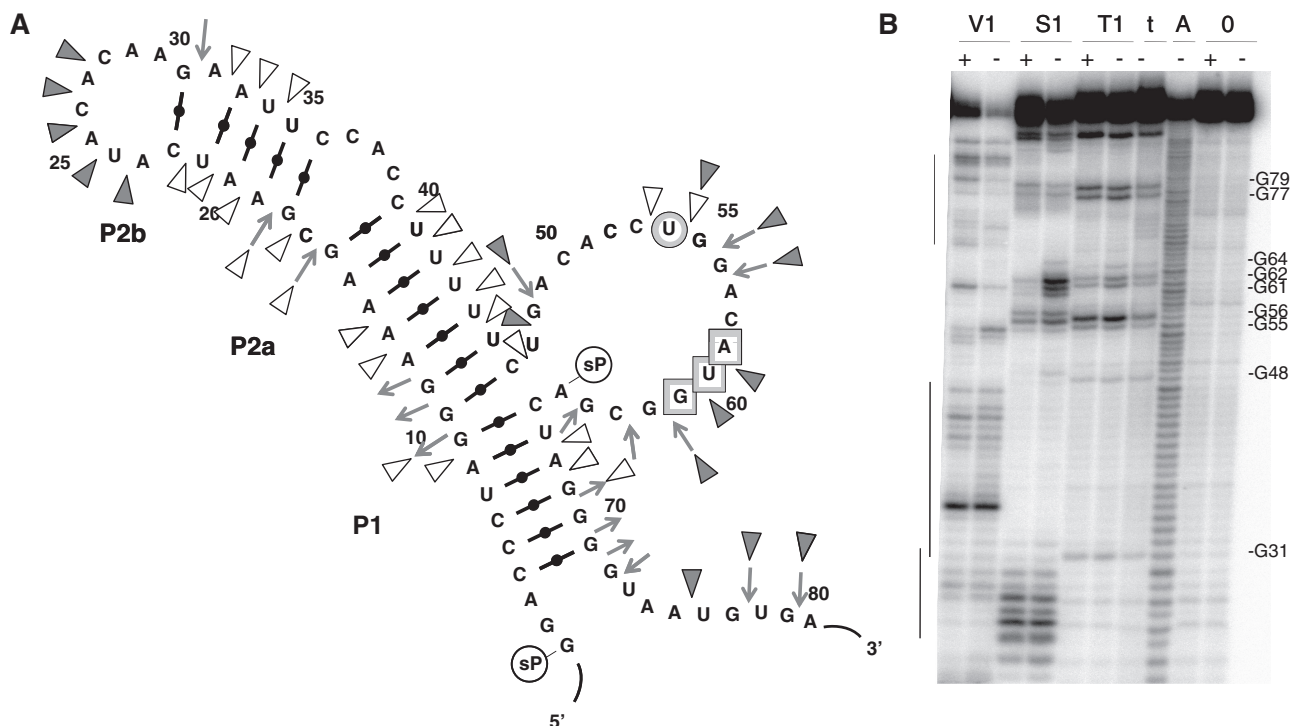 A
B
V1 S1 T1 t A 0
+ - + - + - - - + -
-G79
-G77
-G64
-G62
-G61
-G56
-G55
-G48
-G31
P2b
P2a
P1
5'
sP
G G A C C C U A G G G A A A A G C G A A U C A U A C A C A A G A A U U C C A C C U U U U U C U G A C A C C U G G A C A U G G C G A C U A G G G G U A A U G U G A
10
20
25
30
35
40
50
55
60
70
80
sP
3'